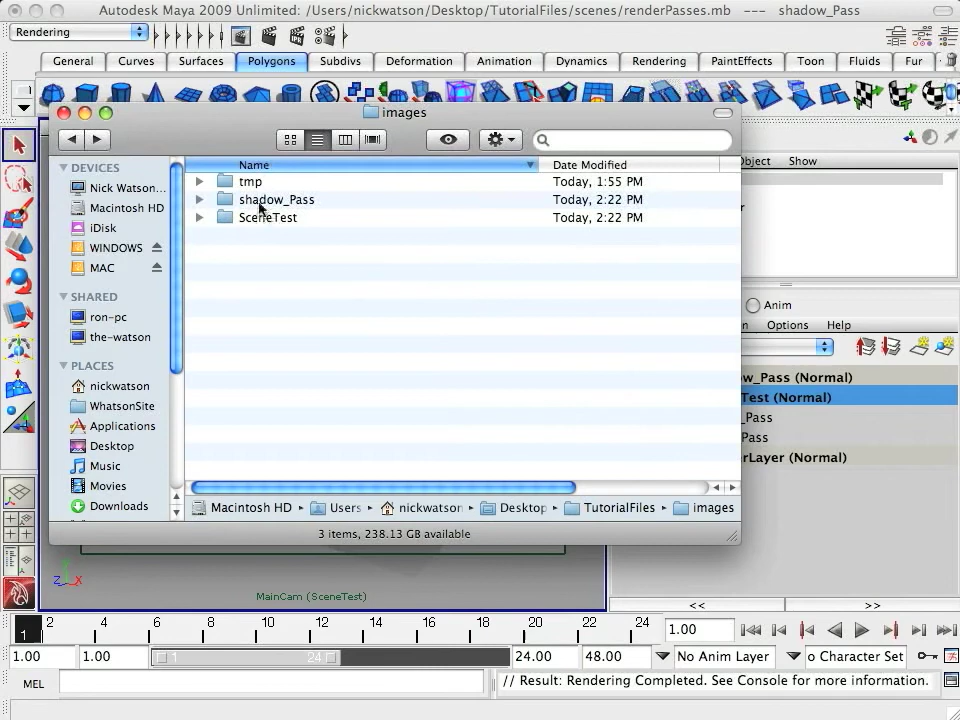 Autodesk Maya 2009 Unlimited: /Users/nickwatson/Desktop/TutorialFiles/scenes/renderPasses.mb --- shadow_Pass
Rendering
General Curves Surfaces Polygons Subdivs Deformation Animation Dynamics Rendering PaintEffects Toon Fluids Fur
images
Name Date Modified
tmp Today, 1:55 PM
shadow_Pass Today, 2:22 PM
SceneTest Today, 2:22 PM
DEVICES
Nick Watson...
Macintosh HD
iDisk
WINDOWS
MAC
SHARED
ron-pc
the-watson
PLACES
nickwatson
WhatsonSite
Applications
Desktop
Music
Movies
Downloads
Macintosh HD Users nickwatson Desktop TutorialFiles images
3 items, 238.13 GB available
bject Show
r
Anim
n Options Help
ow_Pass (Normal)
Test (Normal)
_Pass
Pass
rLayer (Normal)
Z X
MainCam (SceneTest)
<< >>
1 2 4 6 8 10 12 14 16 18 20 22 24 1.00
1.00 1.00 1 24 24.00 48.00 No Anim Layer o Character Set
MEL // Result: Rendering Completed. See Console for more information.